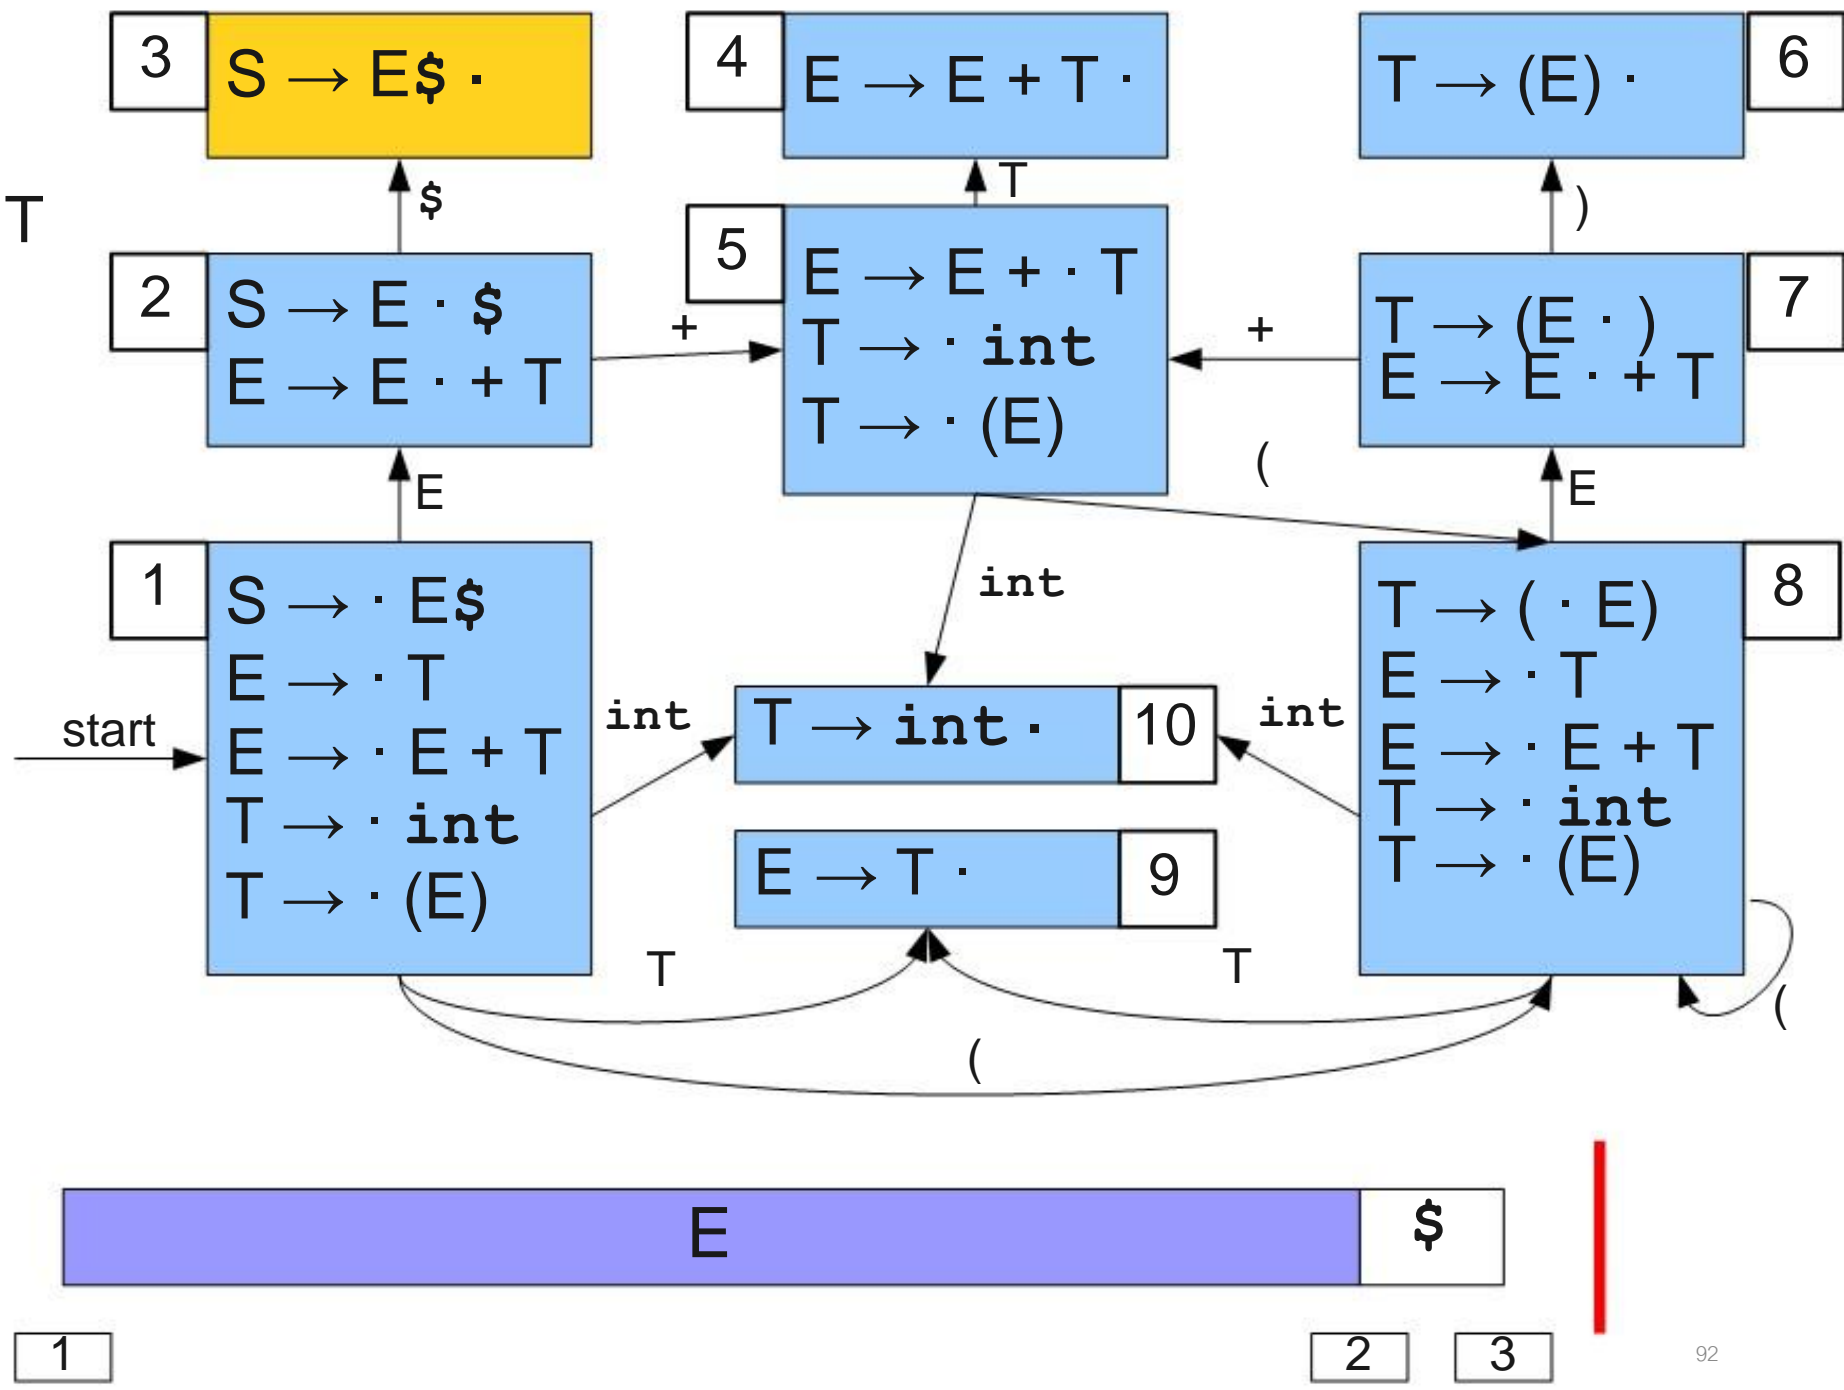 3
S → E$ ·
4
E → E + T ·
T → (E) ·
6
$
T
)
T
2
S → E · $
E → E · + T
+
5
E → E + · T
T → · int
T → · (E)
+
T → (E · )
E → E · + T
7
E
(
E
1
S → · E$
E → · T
E → · E + T
T → · int
T → · (E)
start
int
int
T → int ·
10
int
E → T ·
9
T → ( · E)
E → · T
E → · E + T
T → · int
T → · (E)
8
T
T
(
(
E
$
1
2
3
92